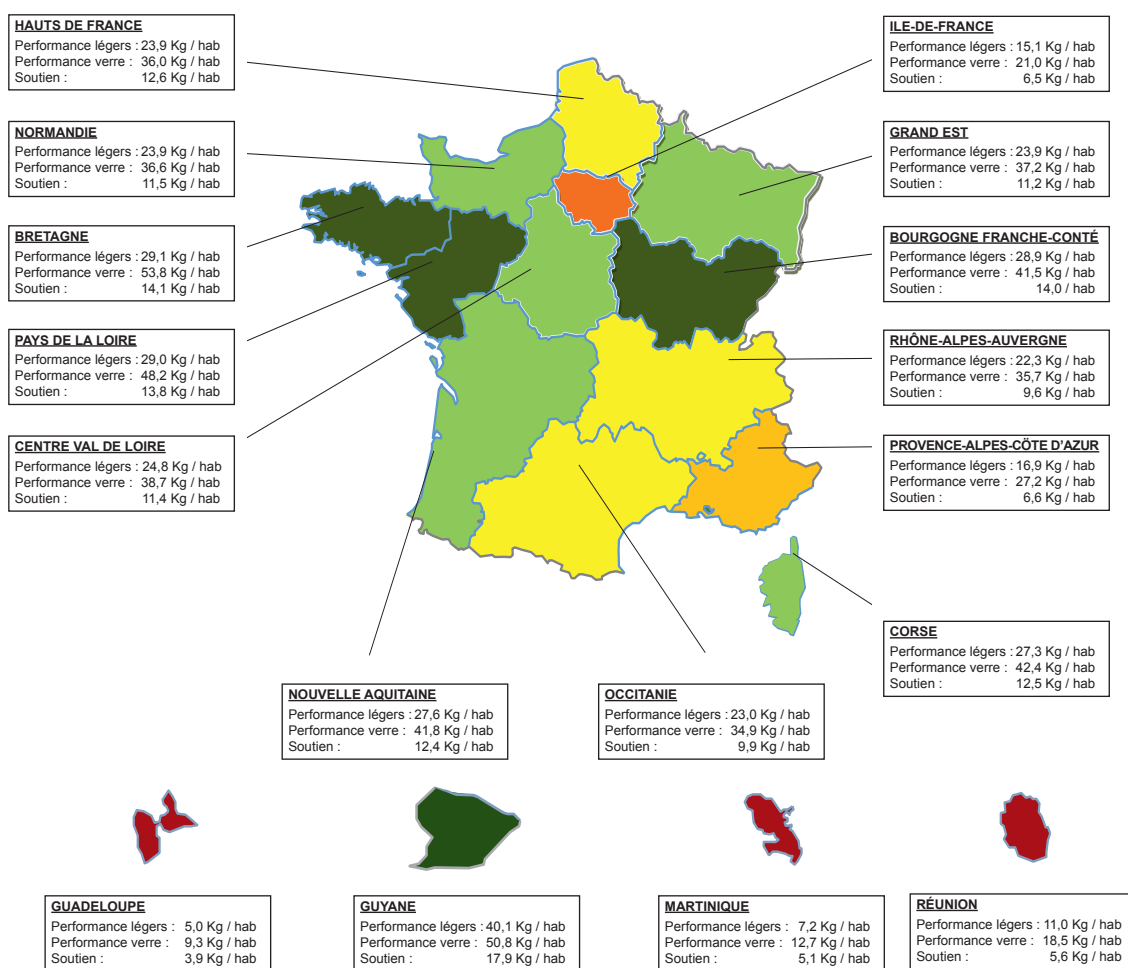 HAUTS DE FRANCE
Performance légers : 23,9 Kg / hab
Performance verre : 36,0 Kg / hab
Soutien : 12,6 Kg / hab
NORMANDIE
Performance légers : 23,9 Kg / hab
Performance verre : 36,6 Kg / hab
Soutien : 11,5 Kg / hab
BRETAGNE
Performance légers : 29,1 Kg / hab
Performance verre : 53,8 Kg / hab
Soutien : 14,1 Kg / hab
PAYS DE LA LOIRE
Performance légers : 29,0 Kg / hab
Performance verre : 48,2 Kg / hab
Soutien : 13,8 Kg / hab
CENTRE VAL DE LOIRE
Performance légers : 24,8 Kg / hab
Performance verre : 38,7 Kg / hab
Soutien : 11,4 Kg / hab
ILE-DE-FRANCE
Performance légers : 15,1 Kg / hab
Performance verre : 21,0 Kg / hab
Soutien : 6,5 Kg / hab
GRAND EST
Performance légers : 23,9 Kg / hab
Performance verre : 37,2 Kg / hab
Soutien : 11,2 Kg / hab
BOURGOGNE FRANCHE-CONTÉ
Performance légers : 28,9 Kg / hab
Performance verre : 41,5 Kg / hab
Soutien : 14,0 / hab
RHÔNE-ALPES-AUVERGNE
Performance légers : 22,3 Kg / hab
Performance verre : 35,7 Kg / hab
Soutien : 9,6 Kg / hab
PROVENCE-ALPES-CÖTE D'AZUR
Performance légers : 16,9 Kg / hab
Performance verre : 27,2 Kg / hab
Soutien : 6,6 Kg / hab
CORSE
Performance légers : 27,3 Kg / hab
Performance verre : 42,4 Kg / hab
Soutien : 12,5 Kg / hab
NOUVELLE AQUITAINE
Performance légers : 27,6 Kg / hab
Performance verre : 41,8 Kg / hab
Soutien : 12,4 Kg / hab
OCCITANIE
Performance légers : 23,0 Kg / hab
Performance verre : 34,9 Kg / hab
Soutien : 9,9 Kg / hab
GUADELOUPE
Performance légers : 5,0 Kg / hab
Performance verre : 9,3 Kg / hab
Soutien : 3,9 Kg / hab
GUYANE
Performance légers : 40,1 Kg / hab
Performance verre : 50,8 Kg / hab
Soutien : 17,9 Kg / hab
MARTINIQUE
Performance légers : 7,2 Kg / hab
Performance verre : 12,7 Kg / hab
Soutien : 5,1 Kg / hab
RÉUNION
Performance légers : 11,0 Kg / hab
Performance verre : 18,5 Kg / hab
Soutien : 5,6 Kg / hab